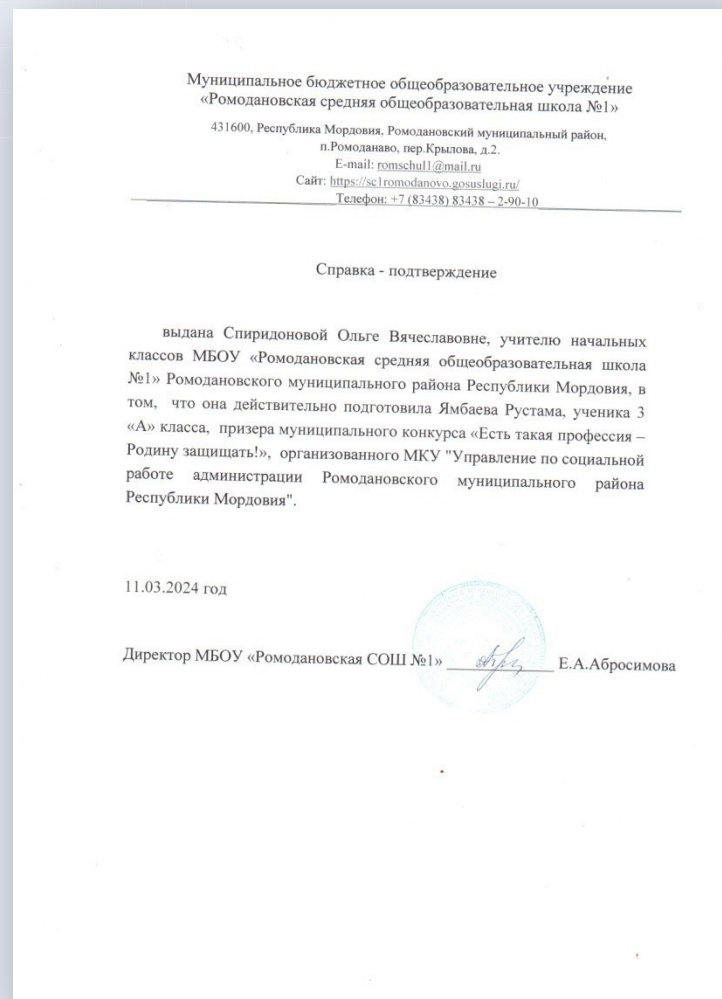 Муниципальное бюджетное общеобразовательное учреждение
«Ромодановская средняя общеобразовательная школа №1»
431600, Республика Мордовия, Ромодановский муниципальный район,
п.Ромоданаво, пер.Крылова, д.2.
E-mail: romschul1@mail.ru
Сайт: https://sc1romodanovo.gosuslugi.ru/
Телефон: +7 (83438) 83438 – 2-90-10
Справка - подтверждение
выдана Спиридоновой Ольге Вячеславовне, учителю начальных
классов МБОУ «Ромодановская средняя общеобразовательная школа
№1» Ромодановского муниципального района Республики Мордовия, в
том, что она действительно подготовила Ямбаева Рустама, ученика 3
«А» класса, призера муниципального конкурса «Есть такая профессия –
Родину защищать!», организованного МКУ "Управление по социальной
работе администрации Ромодановского муниципального района
Республики Мордовия".
11.03.2024 год
Директор МБОУ «Ромодановская СОШ №1» Е.А.Абросимова